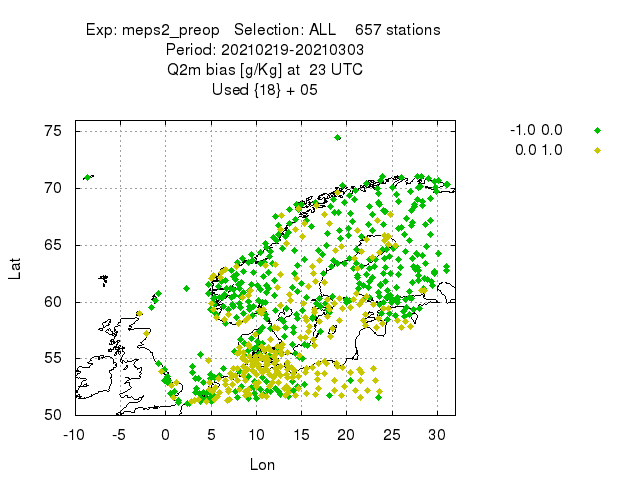 Exp: meps2_preop   Selection: ALL    657 stations
Period: 20210219-20210303
Q2m bias [g/Kg] at  23 UTC
Used {18} + 05
-1.0 0.0
0.0 1.0
75
70
65
60
55
50
Lat
-10 -5 0 5 10 15 20 25 30
Lon